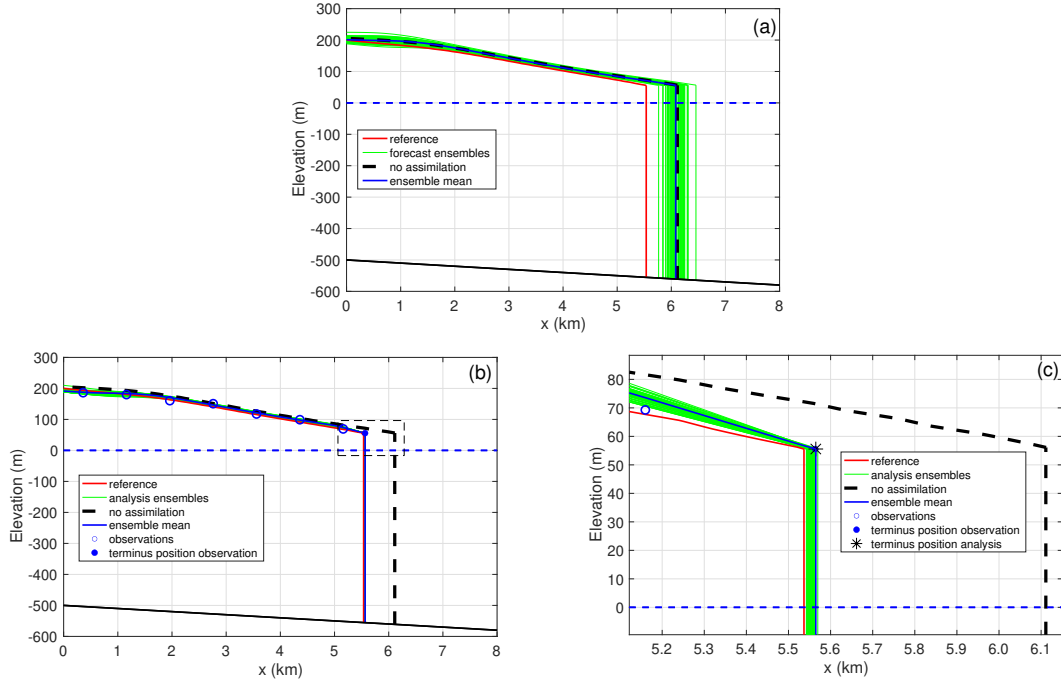 (a)
300
200
100
0
-100
-200
-300
-400
-500
-600
Elevation (m)
reference
forecast ensembles
no assimilation
ensemble mean
0 1 2 3 4 5 6 7 8
x (km)
(b)
300
200
100
0
-100
-200
-300
-400
-500
-600
Elevation (m)
reference
analysis ensembles
no assimilation
ensemble mean
observations
terminus position observation
0 1 2 3 4 5 6 7 8
x (km)
(c)
80
70
60
50
40
30
20
10
0
Elevation (m)
reference
analysis ensembles
no assimilation
ensemble mean
observations
terminus position observation
terminus position analysis
5.2 5.3 5.4 5.5 5.6 5.7 5.8 5.9 6.0 6.1
x (km)